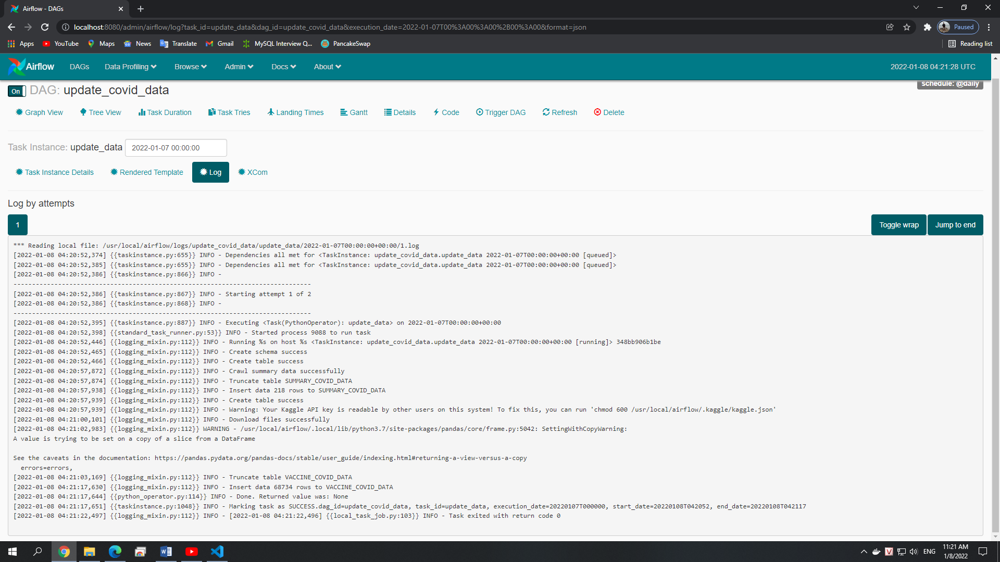 Airflow - DAGs
localhost:8080/admin/airflow/log?task_id=update_data&dag_id=update_covid_data&execution_date=2022-01-07T00%3A00%3A00%2B00%3A00&format=json
Paused
Apps YouTube Maps News Translate Gmail MySQL Interview Q... PancakeSwap Reading list
Airflow DAGs Data Profiling Browse Admin Docs About 2022-01-08 04:21:28 UTC
On DAG: update_covid_data schedule: @daily
Graph View Tree View Task Duration Task Tries Landing Times Gantt Details Code Trigger DAG Refresh Delete
Task Instance: update_data 2022-01-07 00:00:00
Task Instance Details Rendered Template Log XCom
Log by attempts
1 Toggle wrap Jump to end
*** Reading local file: /usr/local/airflow/logs/update_covid_data/update_data/2022-01-07T00:00:00+00:00/1.log
[2022-01-08 04:20:52,374] {{taskinstance.py:655}} INFO - Dependencies all met for <TaskInstance: update_covid_data.update_data 2022-01-07T00:00:00+00:00 [queued]>
[2022-01-08 04:20:52,385] {{taskinstance.py:655}} INFO - Dependencies all met for <TaskInstance: update_covid_data.update_data 2022-01-07T00:00:00+00:00 [queued]>
[2022-01-08 04:20:52,386] {{taskinstance.py:866}} INFO -
--------------------------------------------------------------------------------
[2022-01-08 04:20:52,386] {{taskinstance.py:867}} INFO - Starting attempt 1 of 2
[2022-01-08 04:20:52,386] {{taskinstance.py:868}} INFO -
--------------------------------------------------------------------------------
[2022-01-08 04:20:52,395] {{taskinstance.py:887}} INFO - Executing <Task(PythonOperator): update_data> on 2022-01-07T00:00:00+00:00
[2022-01-08 04:20:52,398] {{standard_task_runner.py:53}} INFO - Started process 9088 to run task
[2022-01-08 04:20:52,446] {{logging_mixin.py:112}} INFO - Running %s on host %s <TaskInstance: update_covid_data.update_data 2022-01-07T00:00:00+00:00 [running]> 348bb906b1be
[2022-01-08 04:20:52,465] {{logging_mixin.py:112}} INFO - Create schema success
[2022-01-08 04:20:52,466] {{logging_mixin.py:112}} INFO - Create table success
[2022-01-08 04:20:57,872] {{logging_mixin.py:112}} INFO - Crawl summary data successfully
[2022-01-08 04:20:57,874] {{logging_mixin.py:112}} INFO - Truncate table SUMMARY_COVID_DATA
[2022-01-08 04:20:57,938] {{logging_mixin.py:112}} INFO - Insert data 218 rows to SUMMARY_COVID_DATA
[2022-01-08 04:20:57,939] {{logging_mixin.py:112}} INFO - Create table success
[2022-01-08 04:20:57,939] {{logging_mixin.py:112}} INFO - Warning: Your Kaggle API key is readable by other users on this system! To fix this, you can run 'chmod 600 /usr/local/airflow/.kaggle/kaggle.json'
[2022-01-08 04:21:00,101] {{logging_mixin.py:112}} INFO - Download files successfully
[2022-01-08 04:21:02,983] {{logging_mixin.py:112}} WARNING - /usr/local/airflow/.local/lib/python3.7/site-packages/pandas/core/frame.py:5042: SettingWithCopyWarning:
A value is trying to be set on a copy of a slice from a DataFrame
See the caveats in the documentation: https://pandas.pydata.org/pandas-docs/stable/user_guide/indexing.html#returning-a-view-versus-a-copy
errors=errors,
[2022-01-08 04:21:03,169] {{logging_mixin.py:112}} INFO - Truncate table VACCINE_COVID_DATA
[2022-01-08 04:21:17,630] {{logging_mixin.py:112}} INFO - Insert data 68734 rows to VACCINE_COVID_DATA
[2022-01-08 04:21:17,644] {{python_operator.py:114}} INFO - Done. Returned value was: None
[2022-01-08 04:21:17,651] {{taskinstance.py:1048}} INFO - Marking task as SUCCESS.dag_id=update_covid_data, task_id=update_data, execution_date=20220107T000000, start_date=20220108T042052, end_date=20220108T042117
[2022-01-08 04:21:22,497] {{logging_mixin.py:112}} INFO - [2022-01-08 04:21:22,496] {{local_task_job.py:103}} INFO - Task exited with return code 0
ENG
11:21 AM
1/8/2022